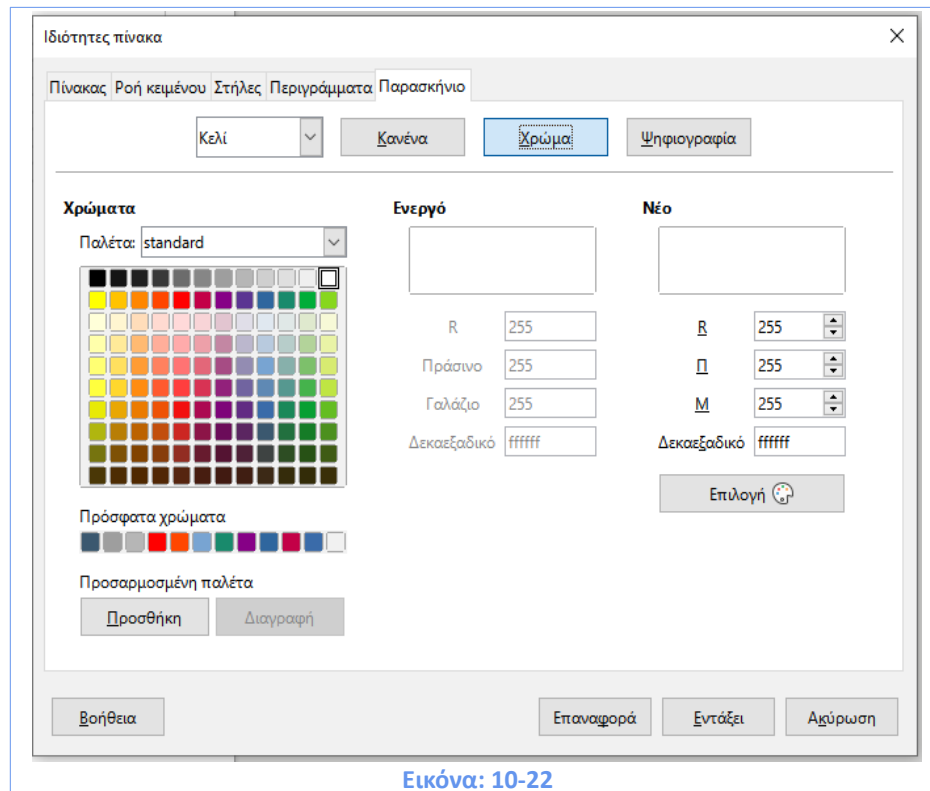 Ιδιότητες πίνακα
Πίνακας Ροή κειμένου Στήλες Περιγράμματα Παρασκήνιο
Κελί Κανένα Χρώμα Ψηφιογραφία
Χρώματα Ενεργό Νέο
Παλέτα: standard
R 255 R 255
Πράσινο 255 Π 255
Γαλάζιο 255 Μ 255
Δεκαεξαδικό ffffff Δεκαεξαδικό ffffff
Επιλογή
Πρόσφατα χρώματα
Προσαρμοσμένη παλέτα
Προσθήκη Διαγραφή
Βοήθεια Επαναφορά Εντάξει Ακύρωση
Εικόνα: 10-22